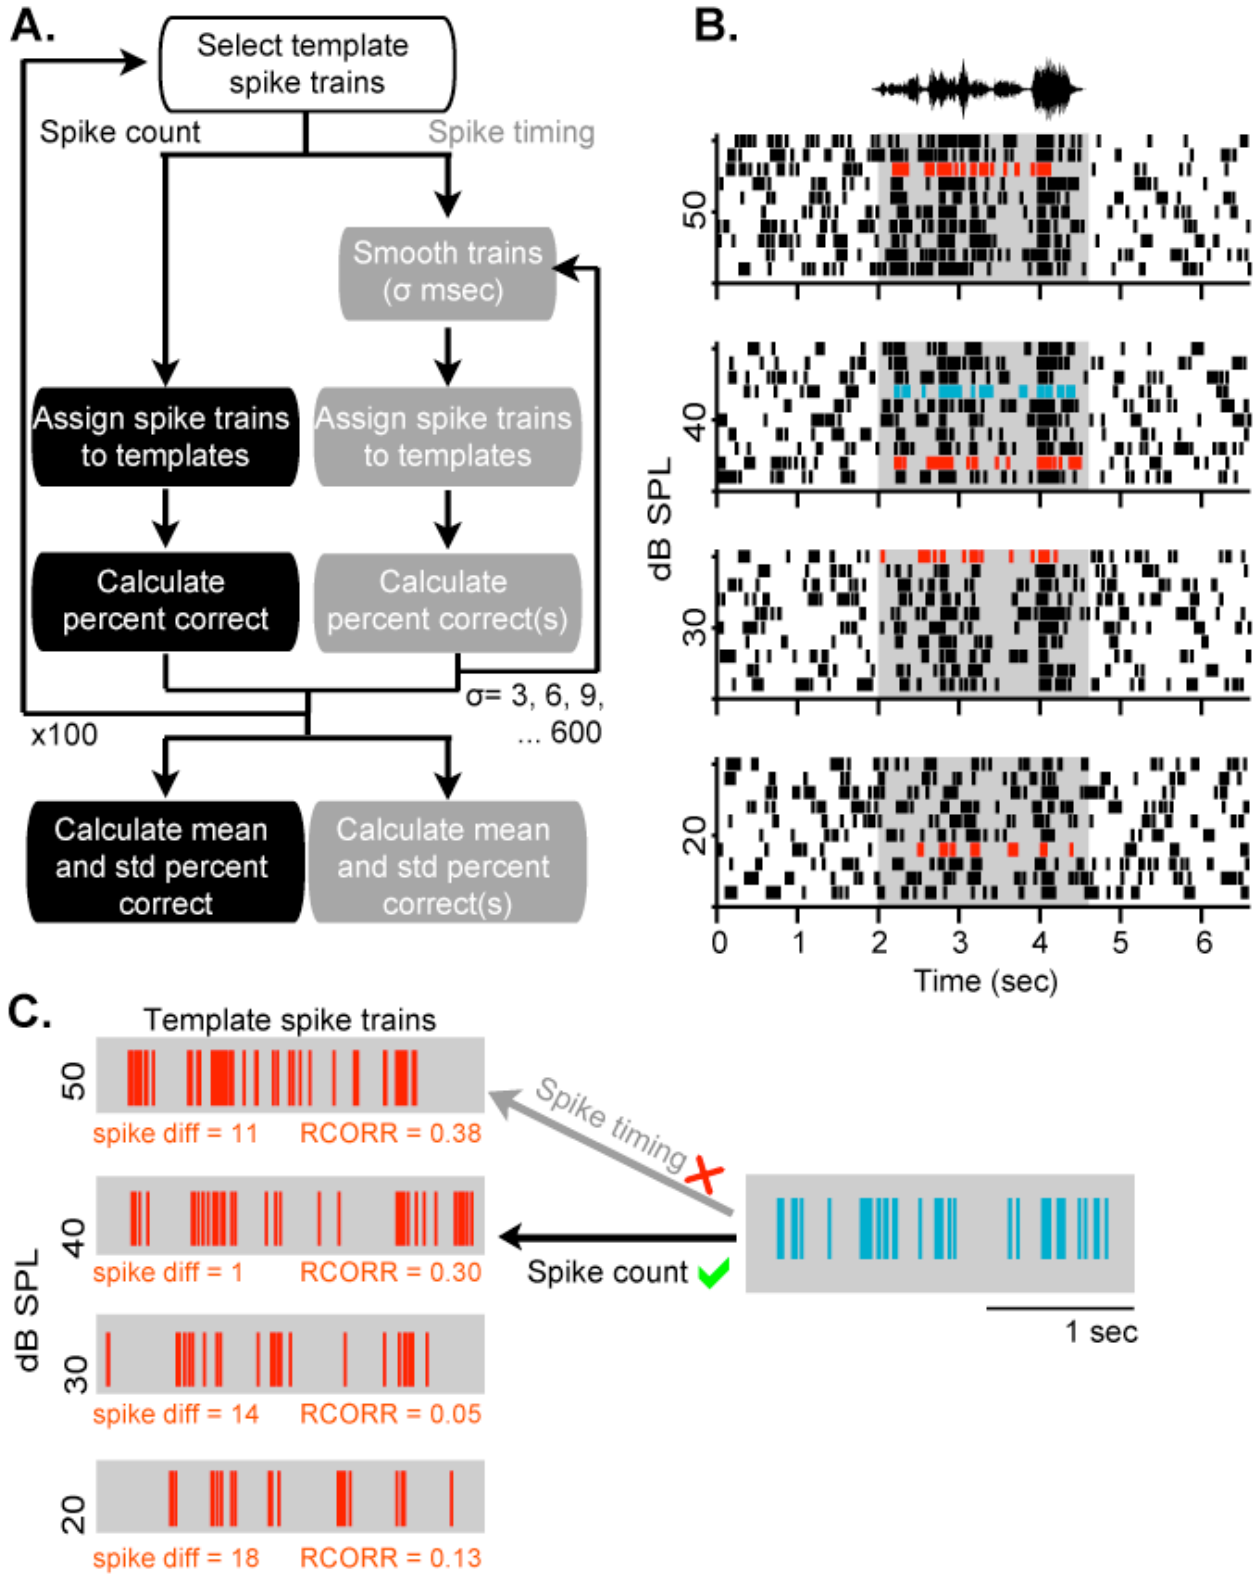 A.
Select template
spike trains
Spike count
Spike timing
Smooth trains
(σ msec)
Assign spike trains
to templates
Assign spike trains
to templates
Calculate
percent correct
Calculate
percent correct(s)
σ= 3, 6, 9,
... 600
x100
Calculate mean
and std percent
correct
Calculate mean
and std percent
correct(s)
B.
50
40
30
20
dB SPL
0 1 2 3 4 5 6
Time (sec)
C.
Template spike trains
50
spike diff = 11 RCORR = 0.38
40
spike diff = 1 RCORR = 0.30
30
spike diff = 14 RCORR = 0.05
20
spike diff = 18 RCORR = 0.13
dB SPL
Spike timing
Spike count
1 sec